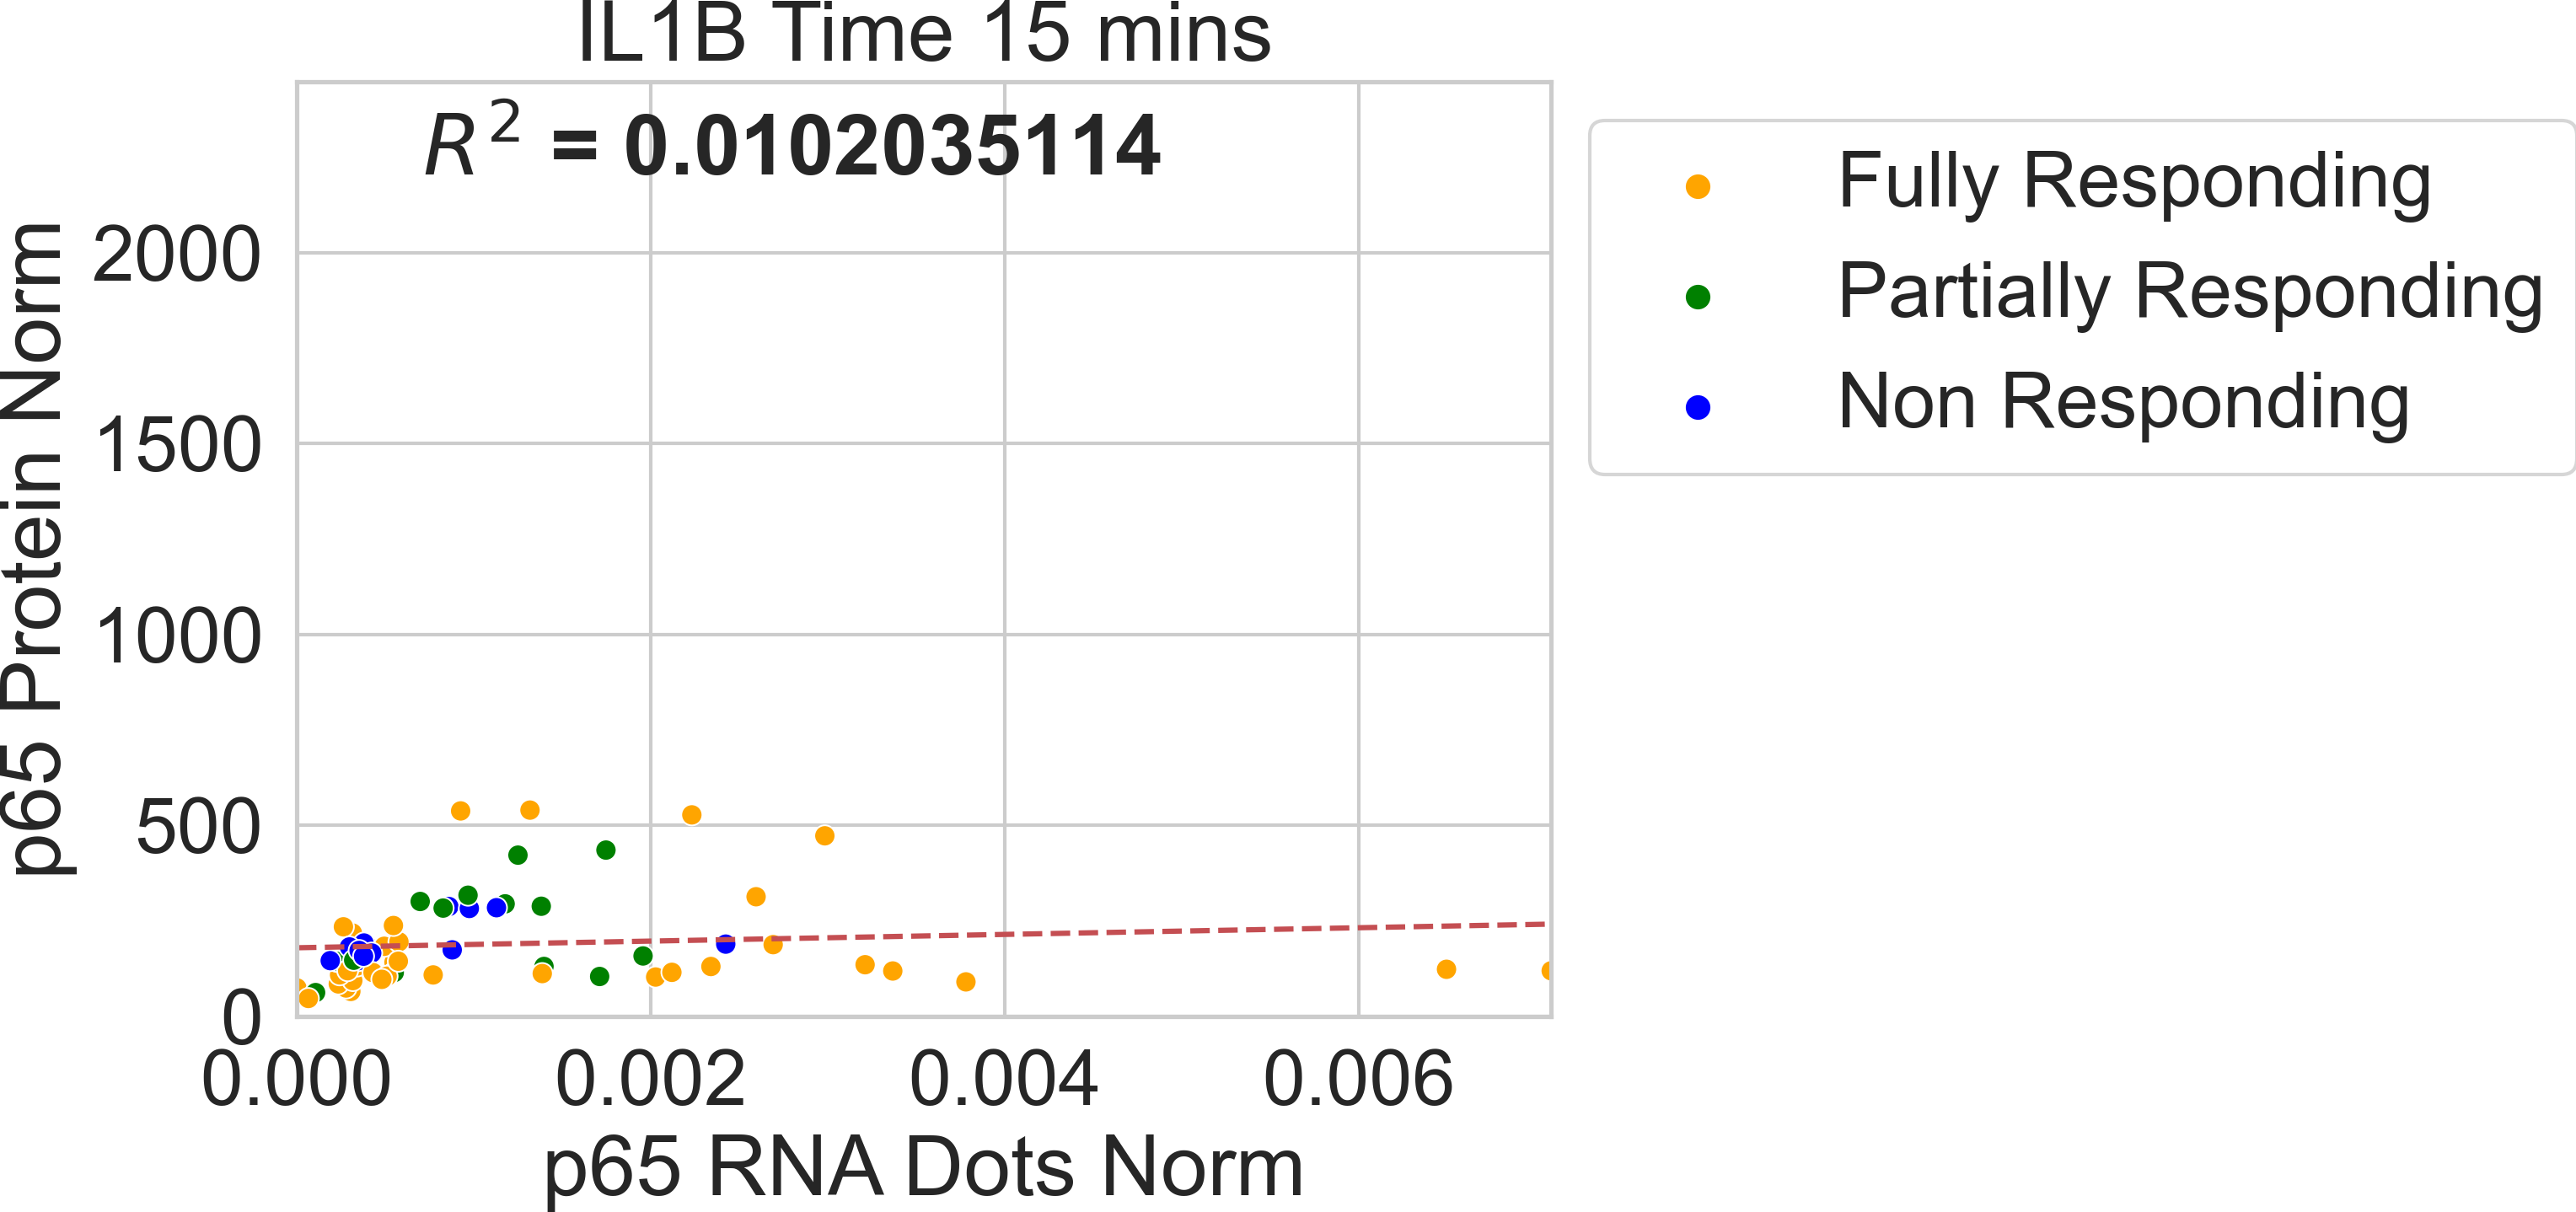 IL1B Time 15 mins
R² = 0.0102035114
Fully Responding
Partially Responding
Non Responding
p65 Protein Norm
2000
1500
1000
500
0
0.000 0.002 0.004 0.006
p65 RNA Dots Norm